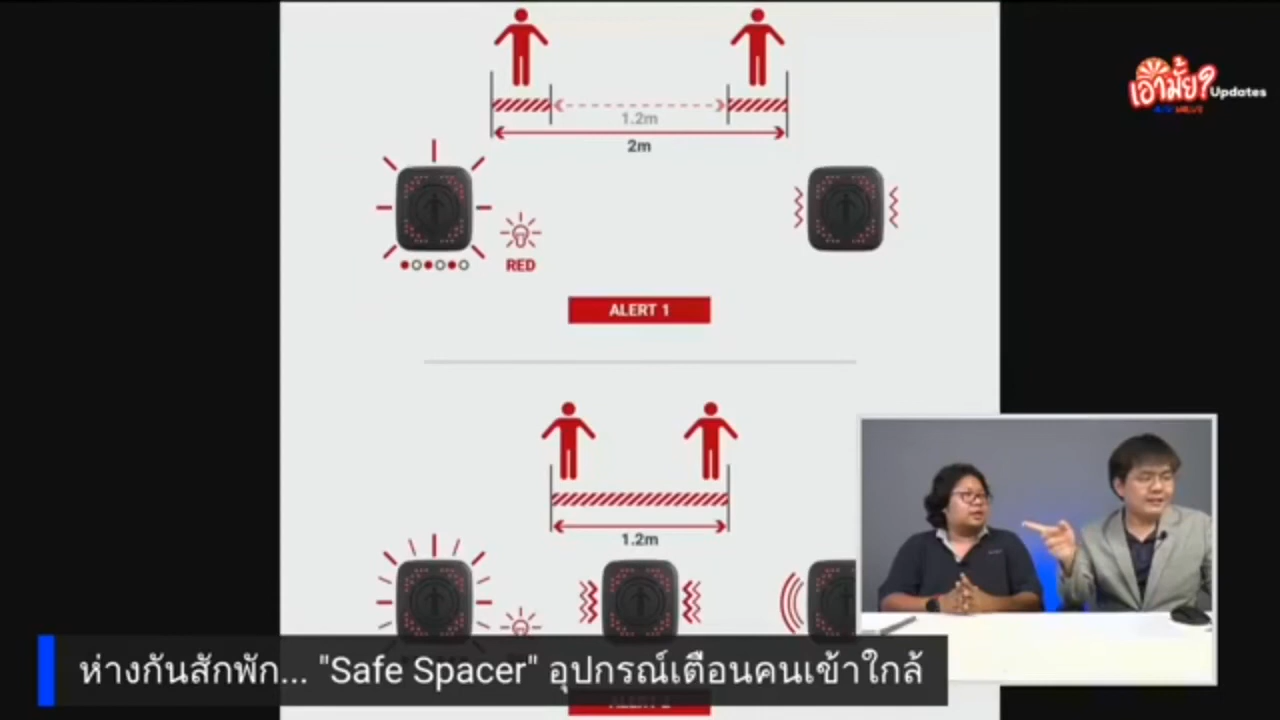 เอามั้ย?
Updates
1.2m
2m
RED
ALERT 1
1.2m
ห่างกันสักพัก... "Safe Spacer" อุปกรณ์เตือนคนเข้าใกล้
ALERT 2